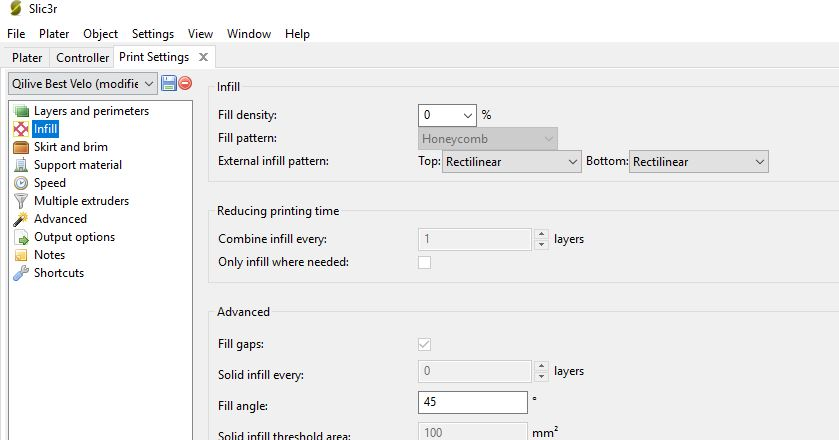 Slic3r
File Plater Object Settings View Window Help
Plater Controller Print Settings
Qilive Best Velo (modifie
Layers and perimeters
Infill
Skirt and brim
Support material
Speed
Multiple extruders
Advanced
Output options
Notes
Shortcuts
Infill
Fill density: 0 %
Fill pattern: Honeycomb
External infill pattern: Top: Rectilinear Bottom: Rectilinear
Reducing printing time
Combine infill every: 1 layers
Only infill where needed:
Advanced
Fill gaps:
Solid infill every: 0 layers
Fill angle: 45 °
Solid infill threshold area: 100 mm²